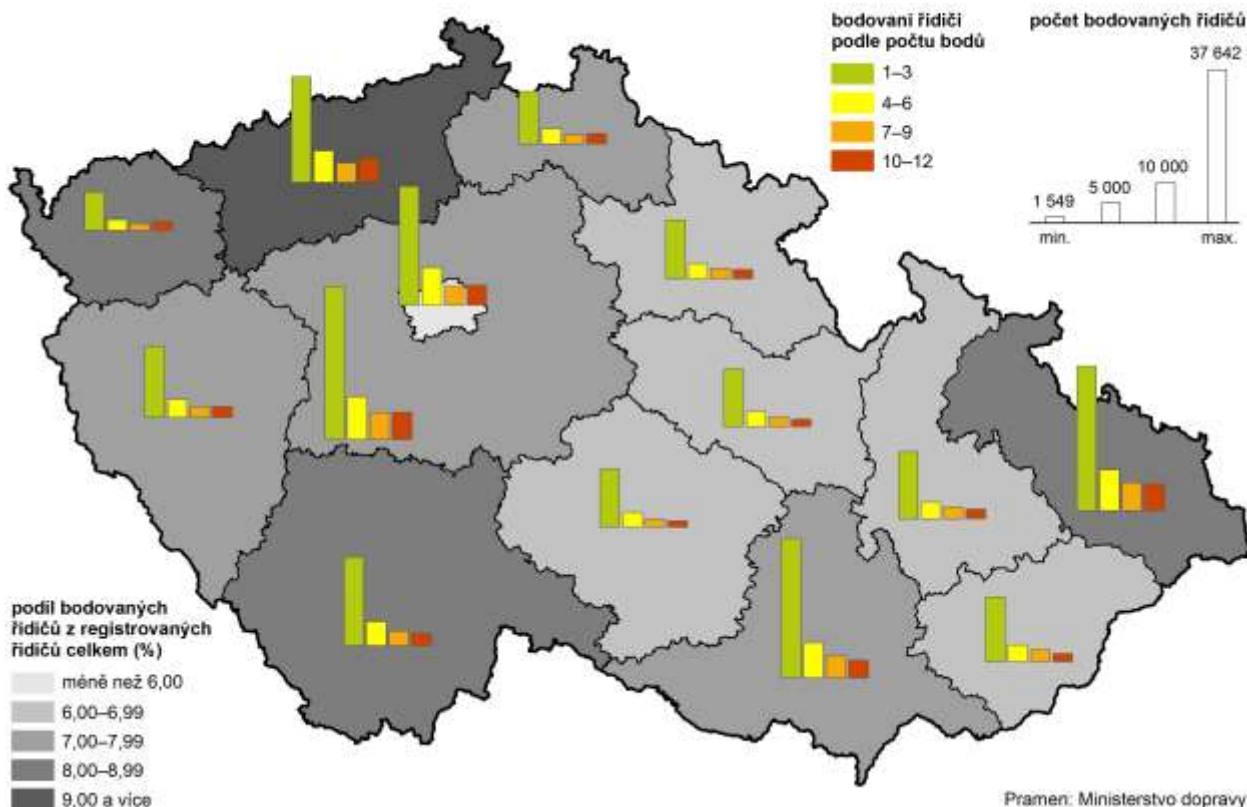 bodovaní řidiči
podle počtu bodů
1–3
4–6
7–9
10–12
počet bodovaných řidičů
37 642
10 000
5 000
1 549
min.
max.
podíl bodovaných
řidičů z registrovaných
řidičů celkem (%)
méně než 6,00
6,00–6,99
7,00–7,99
8,00–8,99
9,00 a více
Pramen: Ministerstvo dopravy